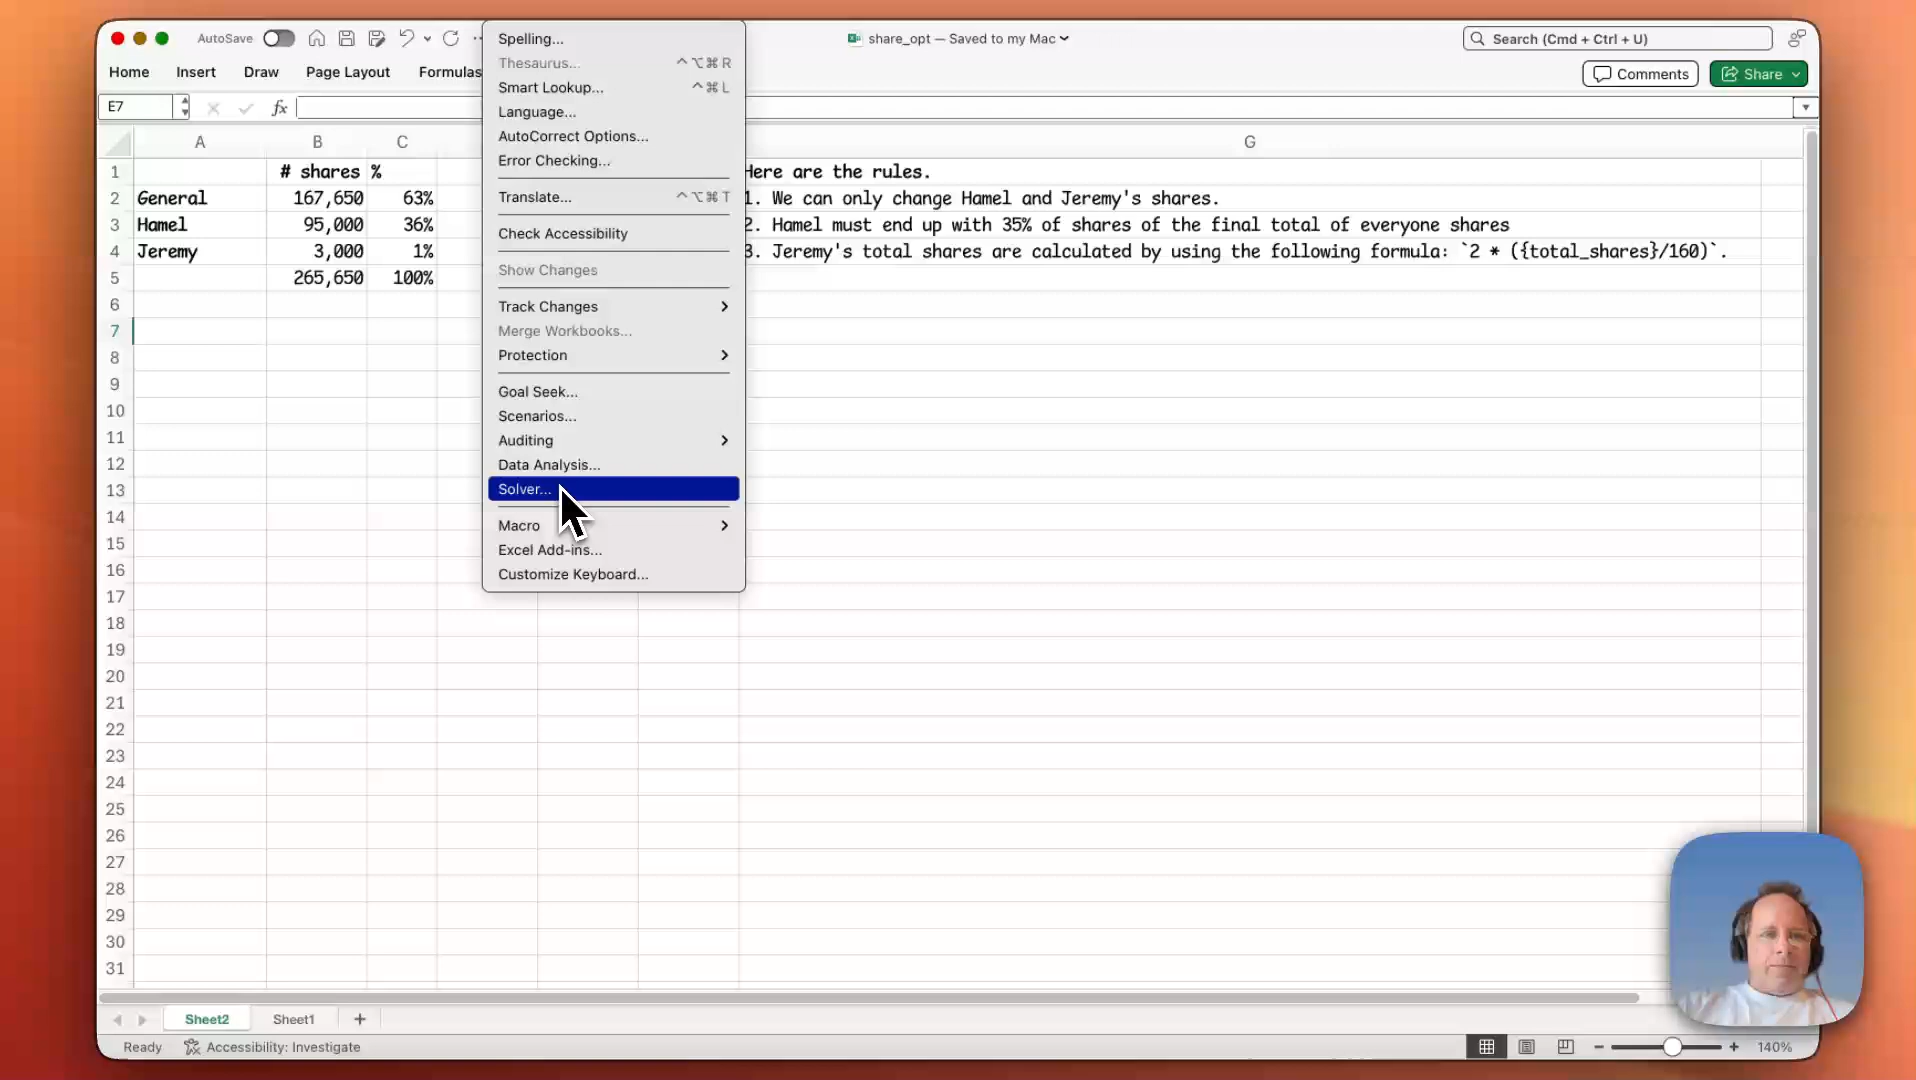 AutoSave
share_opt — Saved to my Mac
Search (Cmd + Ctrl + U)
Home Insert Draw Page Layout Formulas
Comments
Share
E7
fx
A B C G
1 # shares % Here are the rules.
2 General 167,650 63% 1. We can only change Hamel and Jeremy's shares.
3 Hamel 95,000 36% 2. Hamel must end up with 35% of shares of the final total of everyone shares
4 Jeremy 3,000 1% 3. Jeremy's total shares are calculated by using the following formula: `2 * ({total_shares}/160)`.
5 265,650 100%
6
7
8
9
10
11
12
13
14
15
16
17
18
19
20
21
22
23
24
25
26
27
28
29
30
31
Spelling...
Thesaurus... ^⌥⌘R
Smart Lookup... ^⌘L
Language...
AutoCorrect Options...
Error Checking...
Translate... ^⌥⌘T
Check Accessibility
Show Changes
Track Changes
Merge Workbooks...
Protection
Goal Seek...
Scenarios...
Auditing
Data Analysis...
Solver...
Macro
Excel Add-ins...
Customize Keyboard...
Sheet2 Sheet1 +
Ready Accessibility: Investigate
− + 140%